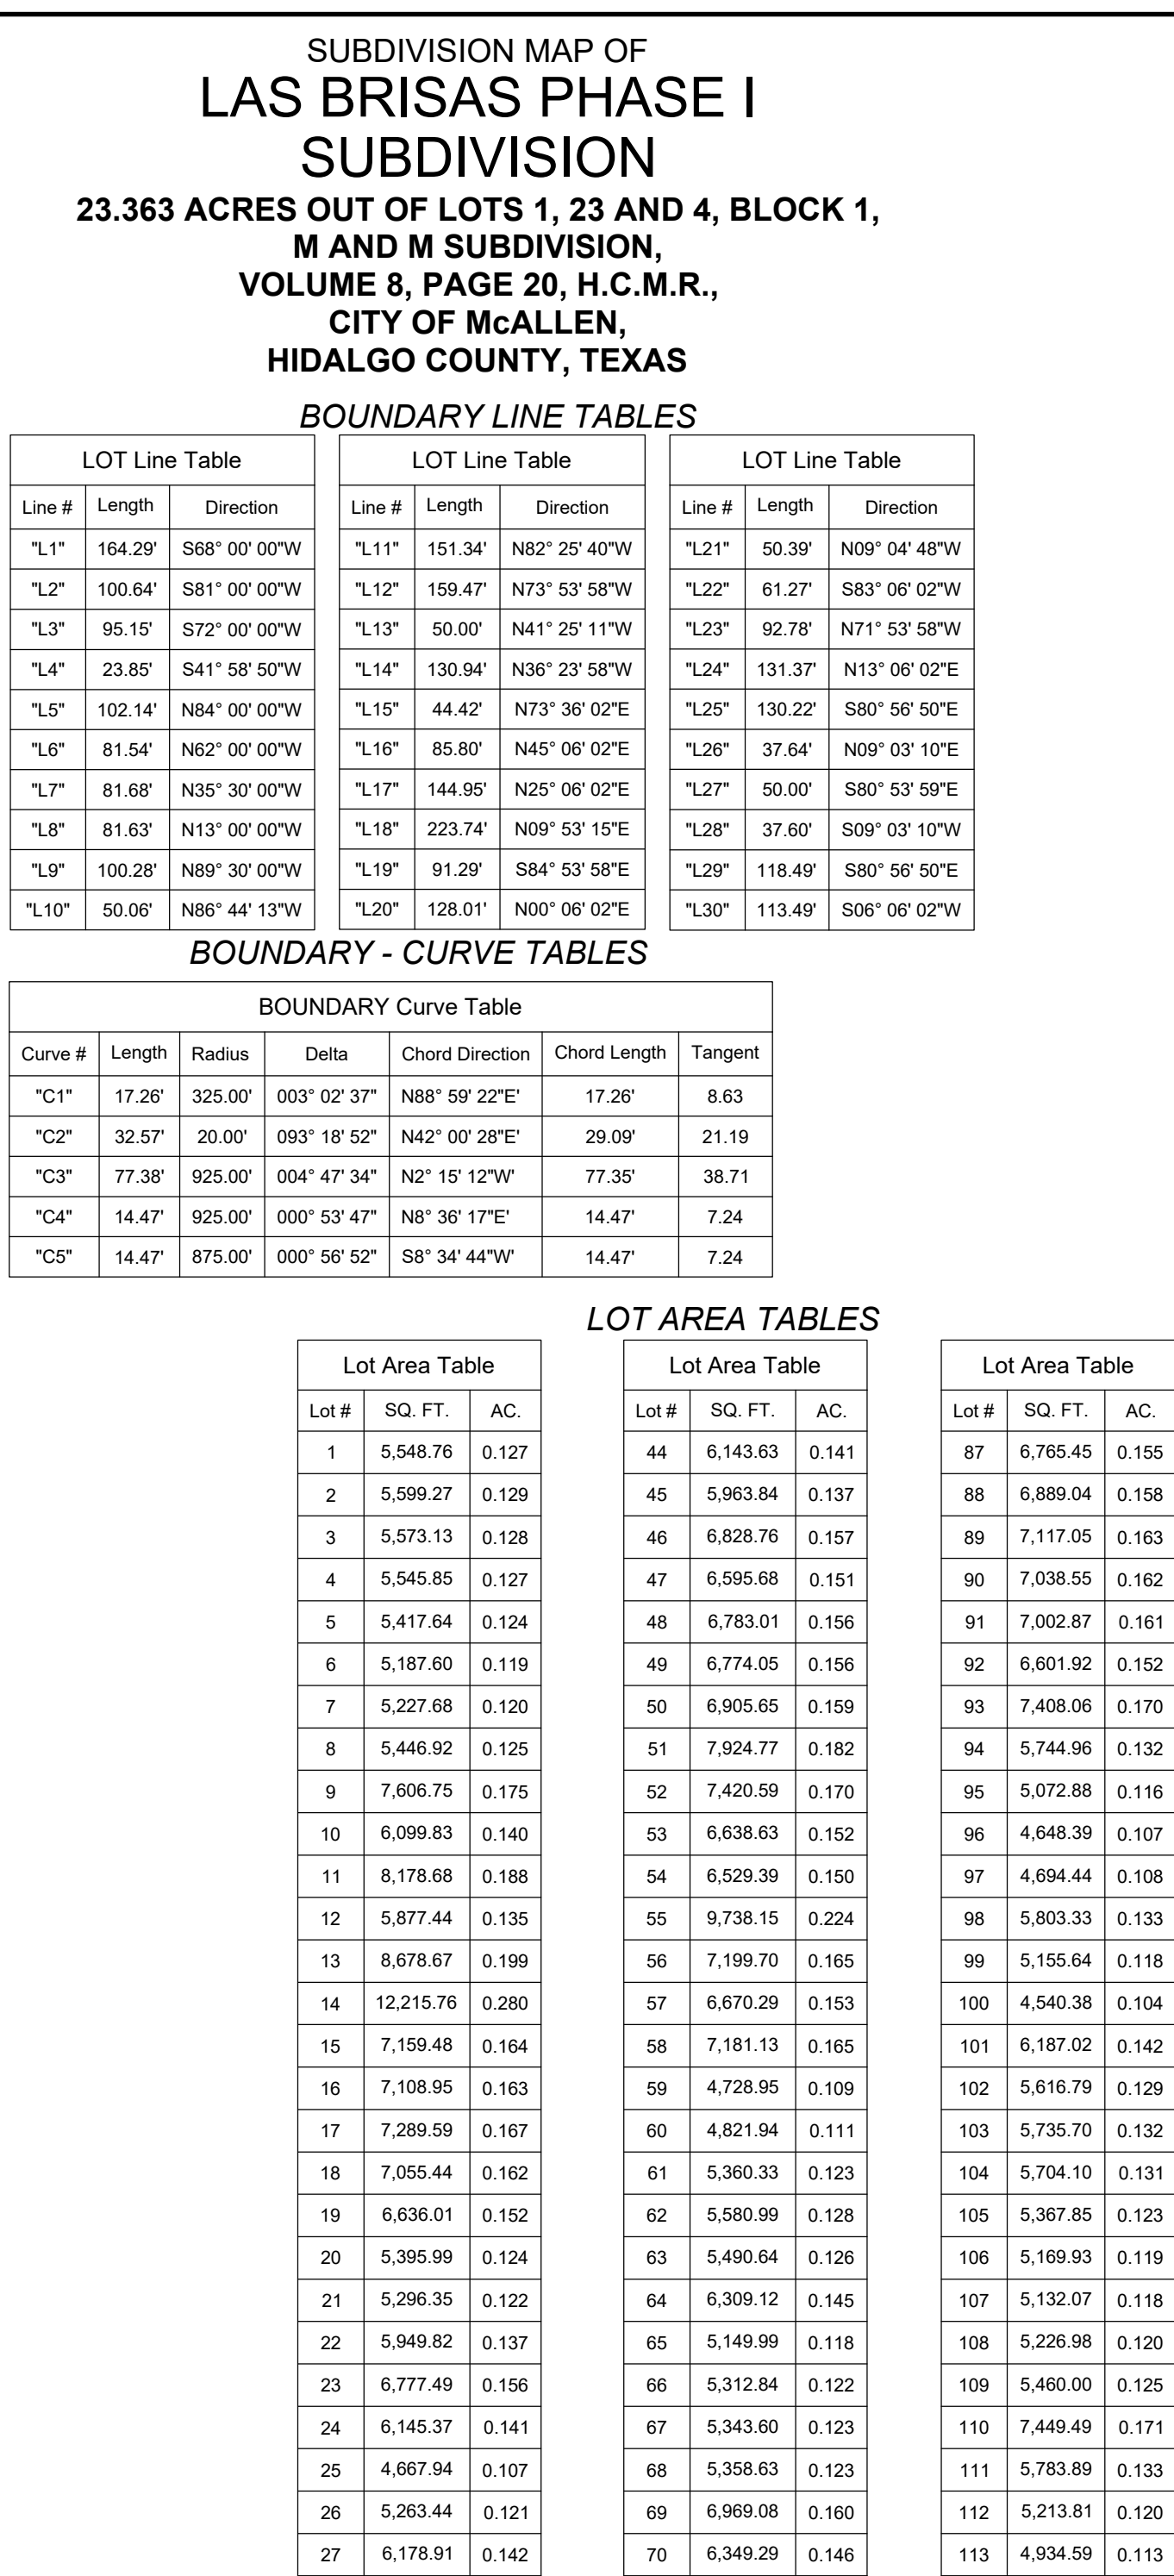 SUBDIVISION MAP OF
LAS BRISAS PHASE I
SUBDIVISION
23.363 ACRES OUT OF LOTS 1, 23 AND 4, BLOCK 1,
M AND M SUBDIVISION,
VOLUME 8, PAGE 20, H.C.M.R.,
CITY OF McALLEN,
HIDALGO COUNTY, TEXAS
BOUNDARY LINE TABLES
LOT Line Table LOT Line Table LOT Line Table
Line # Length Direction Line # Length Direction Line # Length Direction
"L1" 164.29' S68° 00' 00"W "L11" 151.34' N82° 25' 40"W "L21" 50.39' N09° 04' 48"W
"L2" 100.64' S81° 00' 00"W "L12" 159.47' N73° 53' 58"W "L22" 61.27' S83° 06' 02"W
"L3" 95.15' S72° 00' 00"W "L13" 50.00' N41° 25' 11"W "L23" 92.78' N71° 53' 58"W
"L4" 23.85' S41° 58' 50"W "L14" 130.94' N36° 23' 58"W "L24" 131.37' N13° 06' 02"E
"L5" 102.14' N84° 00' 00"W "L15" 44.42' N73° 36' 02"E "L25" 130.22' S80° 56' 50"E
"L6" 81.54' N62° 00' 00"W "L16" 85.80' N45° 06' 02"E "L26" 37.64' N09° 03' 10"E
"L7" 81.68' N35° 30' 00"W "L17" 144.95' N25° 06' 02"E "L27" 50.00' S80° 53' 59"E
"L8" 81.63' N13° 00' 00"W "L18" 223.74' N09° 53' 15"E "L28" 37.60' S09° 03' 10"W
"L9" 100.28' N89° 30' 00"W "L19" 91.29' S84° 53' 58"E "L29" 118.49' S80° 56' 50"E
"L10" 50.06' N86° 44' 13"W "L20" 128.01' N00° 06' 02"E "L30" 113.49' S06° 06' 02"W
BOUNDARY - CURVE TABLES
BOUNDARY Curve Table
Curve # Length Radius Delta Chord Direction Chord Length Tangent
"C1" 17.26' 325.00' 003° 02' 37" N88° 59' 22"E' 17.26' 8.63
"C2" 32.57' 20.00' 093° 18' 52" N42° 00' 28"E' 29.09' 21.19
"C3" 77.38' 925.00' 004° 47' 34" N2° 15' 12"W' 77.35' 38.71
"C4" 14.47' 925.00' 000° 53' 47" N8° 36' 17"E' 14.47' 7.24
"C5" 14.47' 875.00' 000° 56' 52" S8° 34' 44"W' 14.47' 7.24
LOT AREA TABLES
Lot Area Table Lot Area Table Lot Area Table
Lot # SQ. FT. AC. Lot # SQ. FT. AC. Lot # SQ. FT. AC.
1 5,548.76 0.127 44 6,143.63 0.141 87 6,765.45 0.155
2 5,599.27 0.129 45 5,963.84 0.137 88 6,889.04 0.158
3 5,573.13 0.128 46 6,828.76 0.157 89 7,117.05 0.163
4 5,545.85 0.127 47 6,595.68 0.151 90 7,038.55 0.162
5 5,417.64 0.124 48 6,783.01 0.156 91 7,002.87 0.161
6 5,187.60 0.119 49 6,774.05 0.156 92 6,601.92 0.152
7 5,227.68 0.120 50 6,905.65 0.159 93 7,408.06 0.170
8 5,446.92 0.125 51 7,924.77 0.182 94 5,744.96 0.132
9 7,606.75 0.175 52 7,420.59 0.170 95 5,072.88 0.116
10 6,099.83 0.140 53 6,638.63 0.152 96 4,648.39 0.107
11 8,178.68 0.188 54 6,529.39 0.150 97 4,694.44 0.108
12 5,877.44 0.135 55 9,738.15 0.224 98 5,803.33 0.133
13 8,678.67 0.199 56 7,199.70 0.165 99 5,155.64 0.118
14 12,215.76 0.280 57 6,670.29 0.153 100 4,540.38 0.104
15 7,159.48 0.164 58 7,181.13 0.165 101 6,187.02 0.142
16 7,108.95 0.163 59 4,728.95 0.109 102 5,616.79 0.129
17 7,289.59 0.167 60 4,821.94 0.111 103 5,735.70 0.132
18 7,055.44 0.162 61 5,360.33 0.123 104 5,704.10 0.131
19 6,636.01 0.152 62 5,580.99 0.128 105 5,367.85 0.123
20 5,395.99 0.124 63 5,490.64 0.126 106 5,169.93 0.119
21 5,296.35 0.122 64 6,309.12 0.145 107 5,132.07 0.118
22 5,949.82 0.137 65 5,149.99 0.118 108 5,226.98 0.120
23 6,777.49 0.156 66 5,312.84 0.122 109 5,460.00 0.125
24 6,145.37 0.141 67 5,343.60 0.123 110 7,449.49 0.171
25 4,667.94 0.107 68 5,358.63 0.123 111 5,783.89 0.133
26 5,263.44 0.121 69 6,969.08 0.160 112 5,213.81 0.120
27 6,178.91 0.142 70 6,349.29 0.146 113 4,934.59 0.113